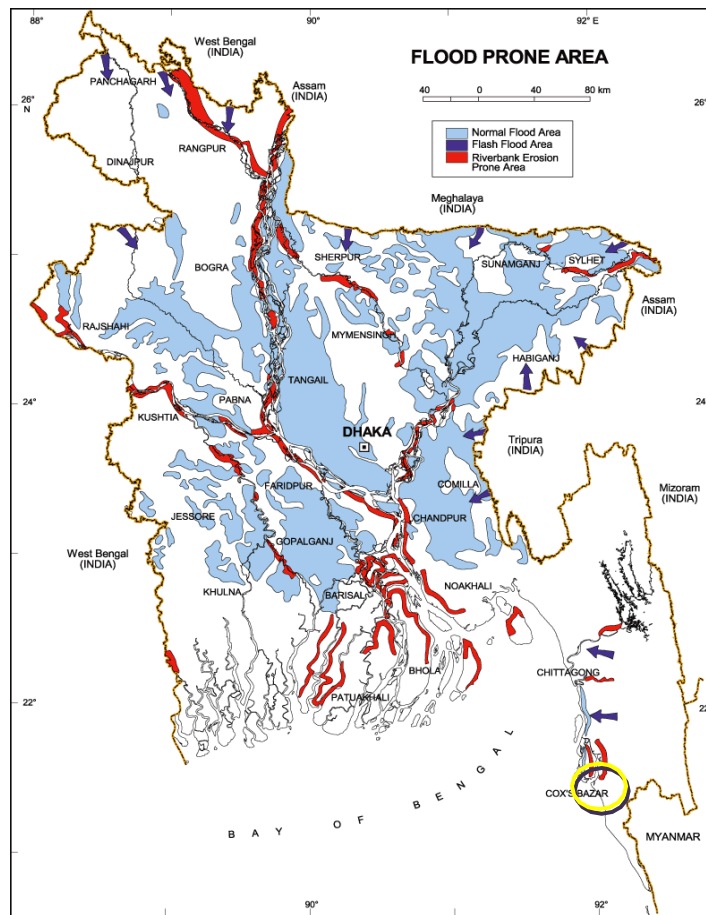 88°
90°
92° E
West Bengal
(INDIA)
FLOOD PRONE AREA
PANCHAGARH
Assam
(INDIA)
40 0 40 80 km
26°
N
26°
RANGPUR
DINAJPUR
Normal Flood Area
Flash Flood Area
Riverbank Erosion
Prone Area
Meghalaya
(INDIA)
SHERPUR
SUNAMGANJ
SYLHET
BOGRA
Assam
(INDIA)
RAJSHAHI
MYMENSINGH
HABIGANJ
TANGAIL
PABNA
24°
24°
KUSHTIA
DHAKA
Tripura
(INDIA)
COMILLA
Mizoram
(INDIA)
FARIDPUR
JESSORE
CHANDPUR
GOPALGANJ
West Bengal
(INDIA)
KHULNA
BARISAL
NOAKHALI
BHOLA
CHITTAGONG
PATUAKHALI
22°
22°
COX'S BAZAR
BAY OF BENGAL
MYANMAR
90°
92°